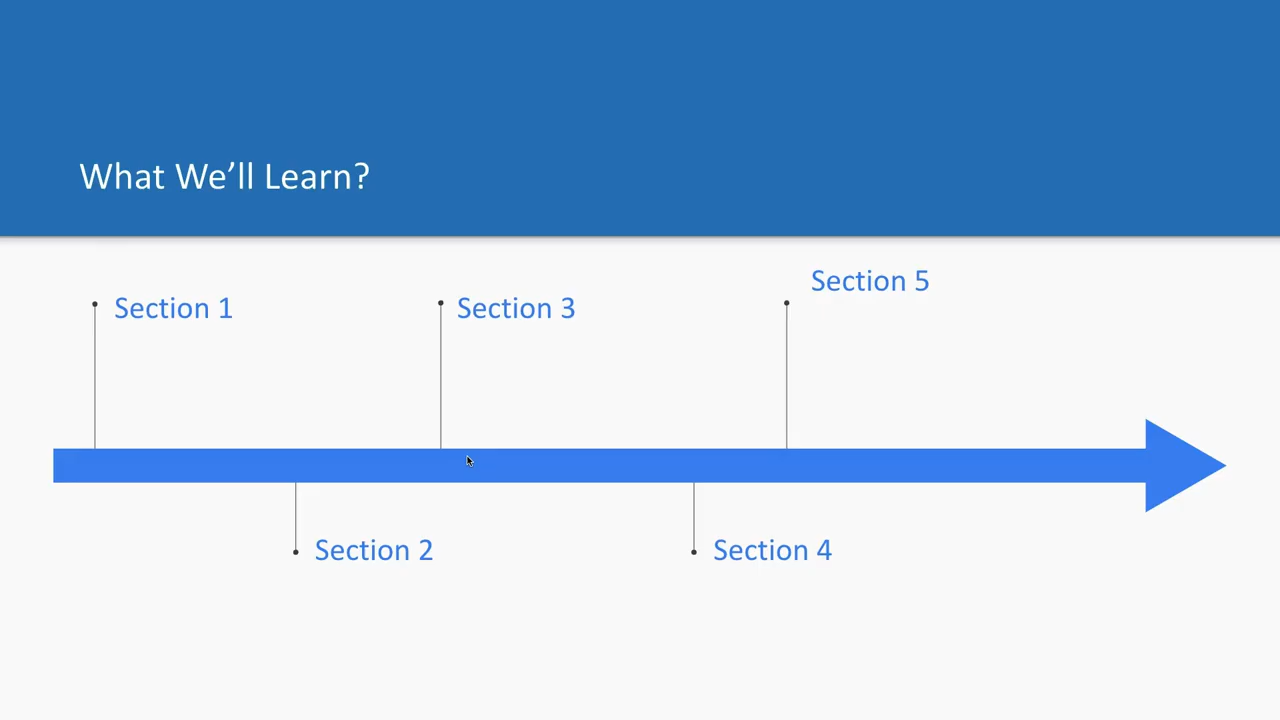 What We’ll Learn?
Section 1
Section 3
Section 5
Section 2
Section 4